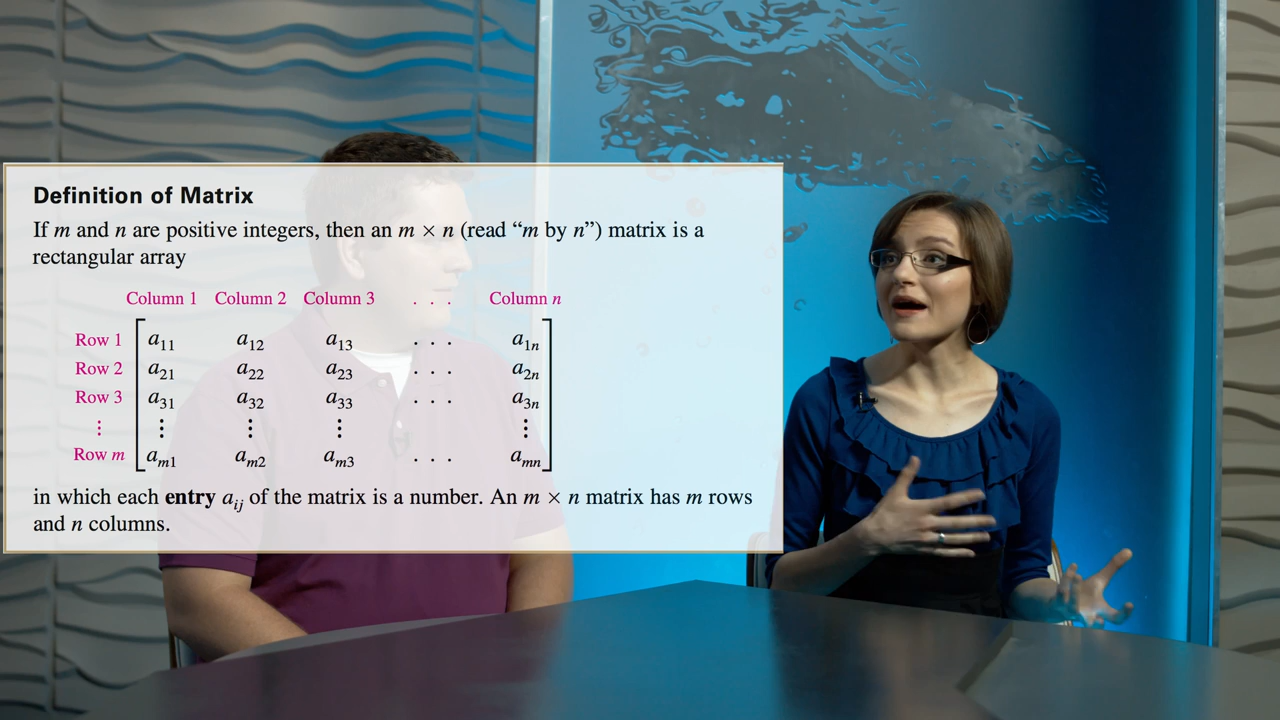 Definition of Matrix
If m and n are positive integers, then an m × n (read “m by n”) matrix is a
rectangular array
Column 1 Column 2 Column 3 . . . Column n
Row 1 a11 a12 a13 . . . a1n
Row 2 a21 a22 a23 . . . a2n
Row 3 a31 a32 a33 . . . a3n
⋮ ⋮ ⋮ ⋮ ⋮
Row m am1 am2 am3 . . . amn
in which each entry aij of the matrix is a number. An m × n matrix has m rows
and n columns.